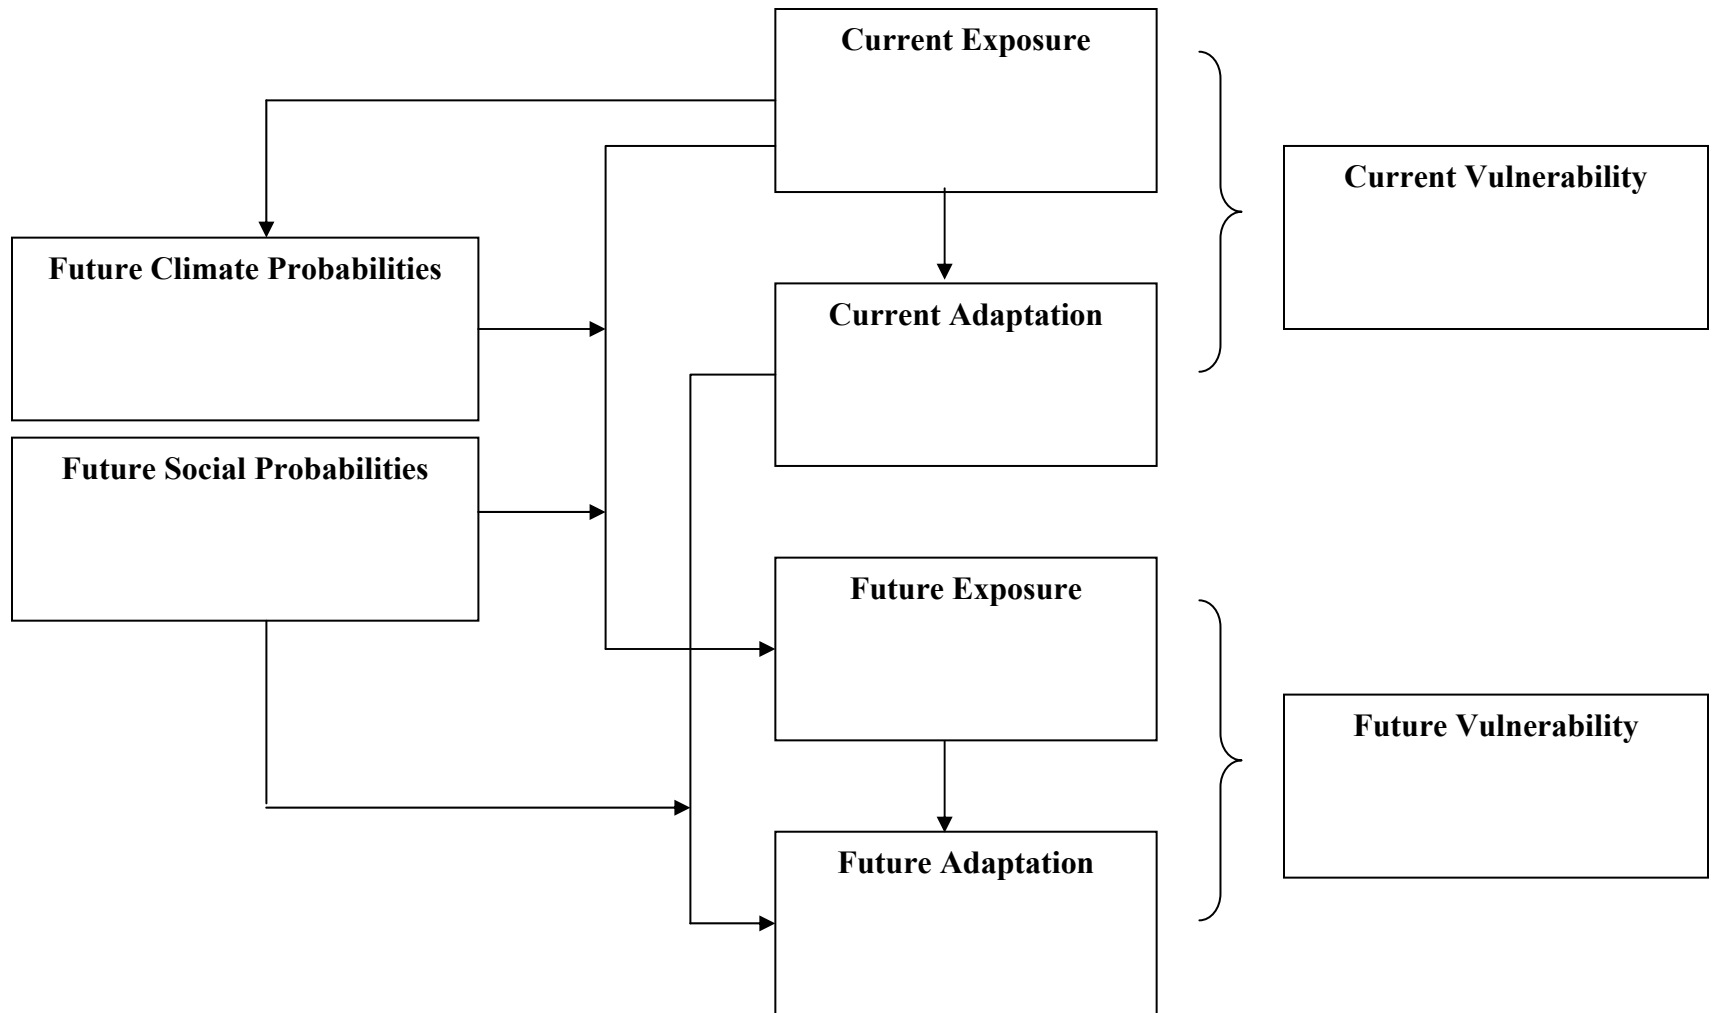 Current Exposure
Current Vulnerability
Future Climate Probabilities
Current Adaptation
Future Social Probabilities
Future Exposure
Future Vulnerability
Future Adaptation